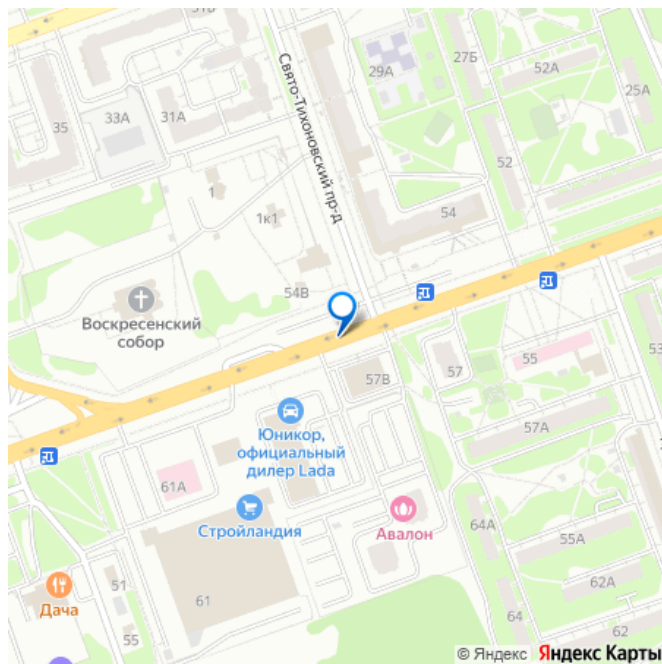 51Б
35
33А
31А
Свято-Тихоновский пр-д
29А
27Б
52А
25А
52
54
1
1к1
54В
Воскресенский
собор
57В
57
55
57А
53
Юникор,
официальный
дилер Lada
61А
Стройландия
Авалон
64А
55А
62А
61
51
Дача
55
64
62
© Яндекс Яндекс Карты